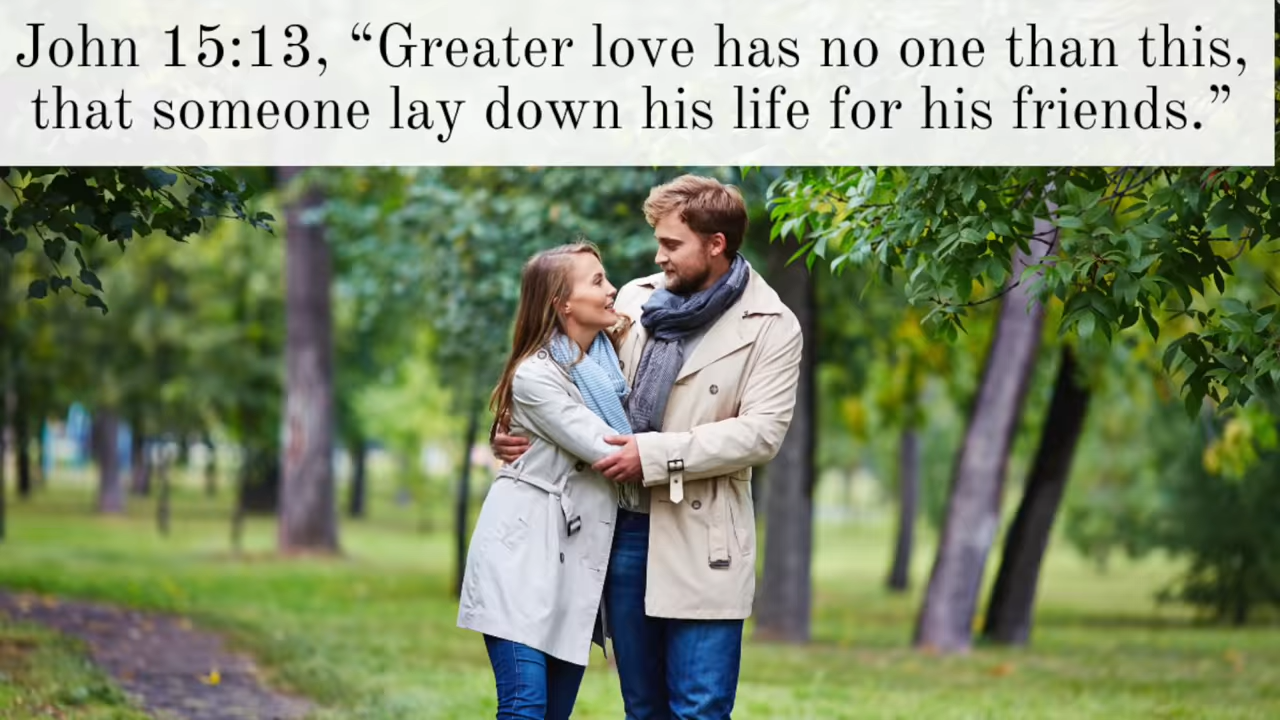 John 15:13, “Greater love has no one than this,
that someone lay down his life for his friends.”